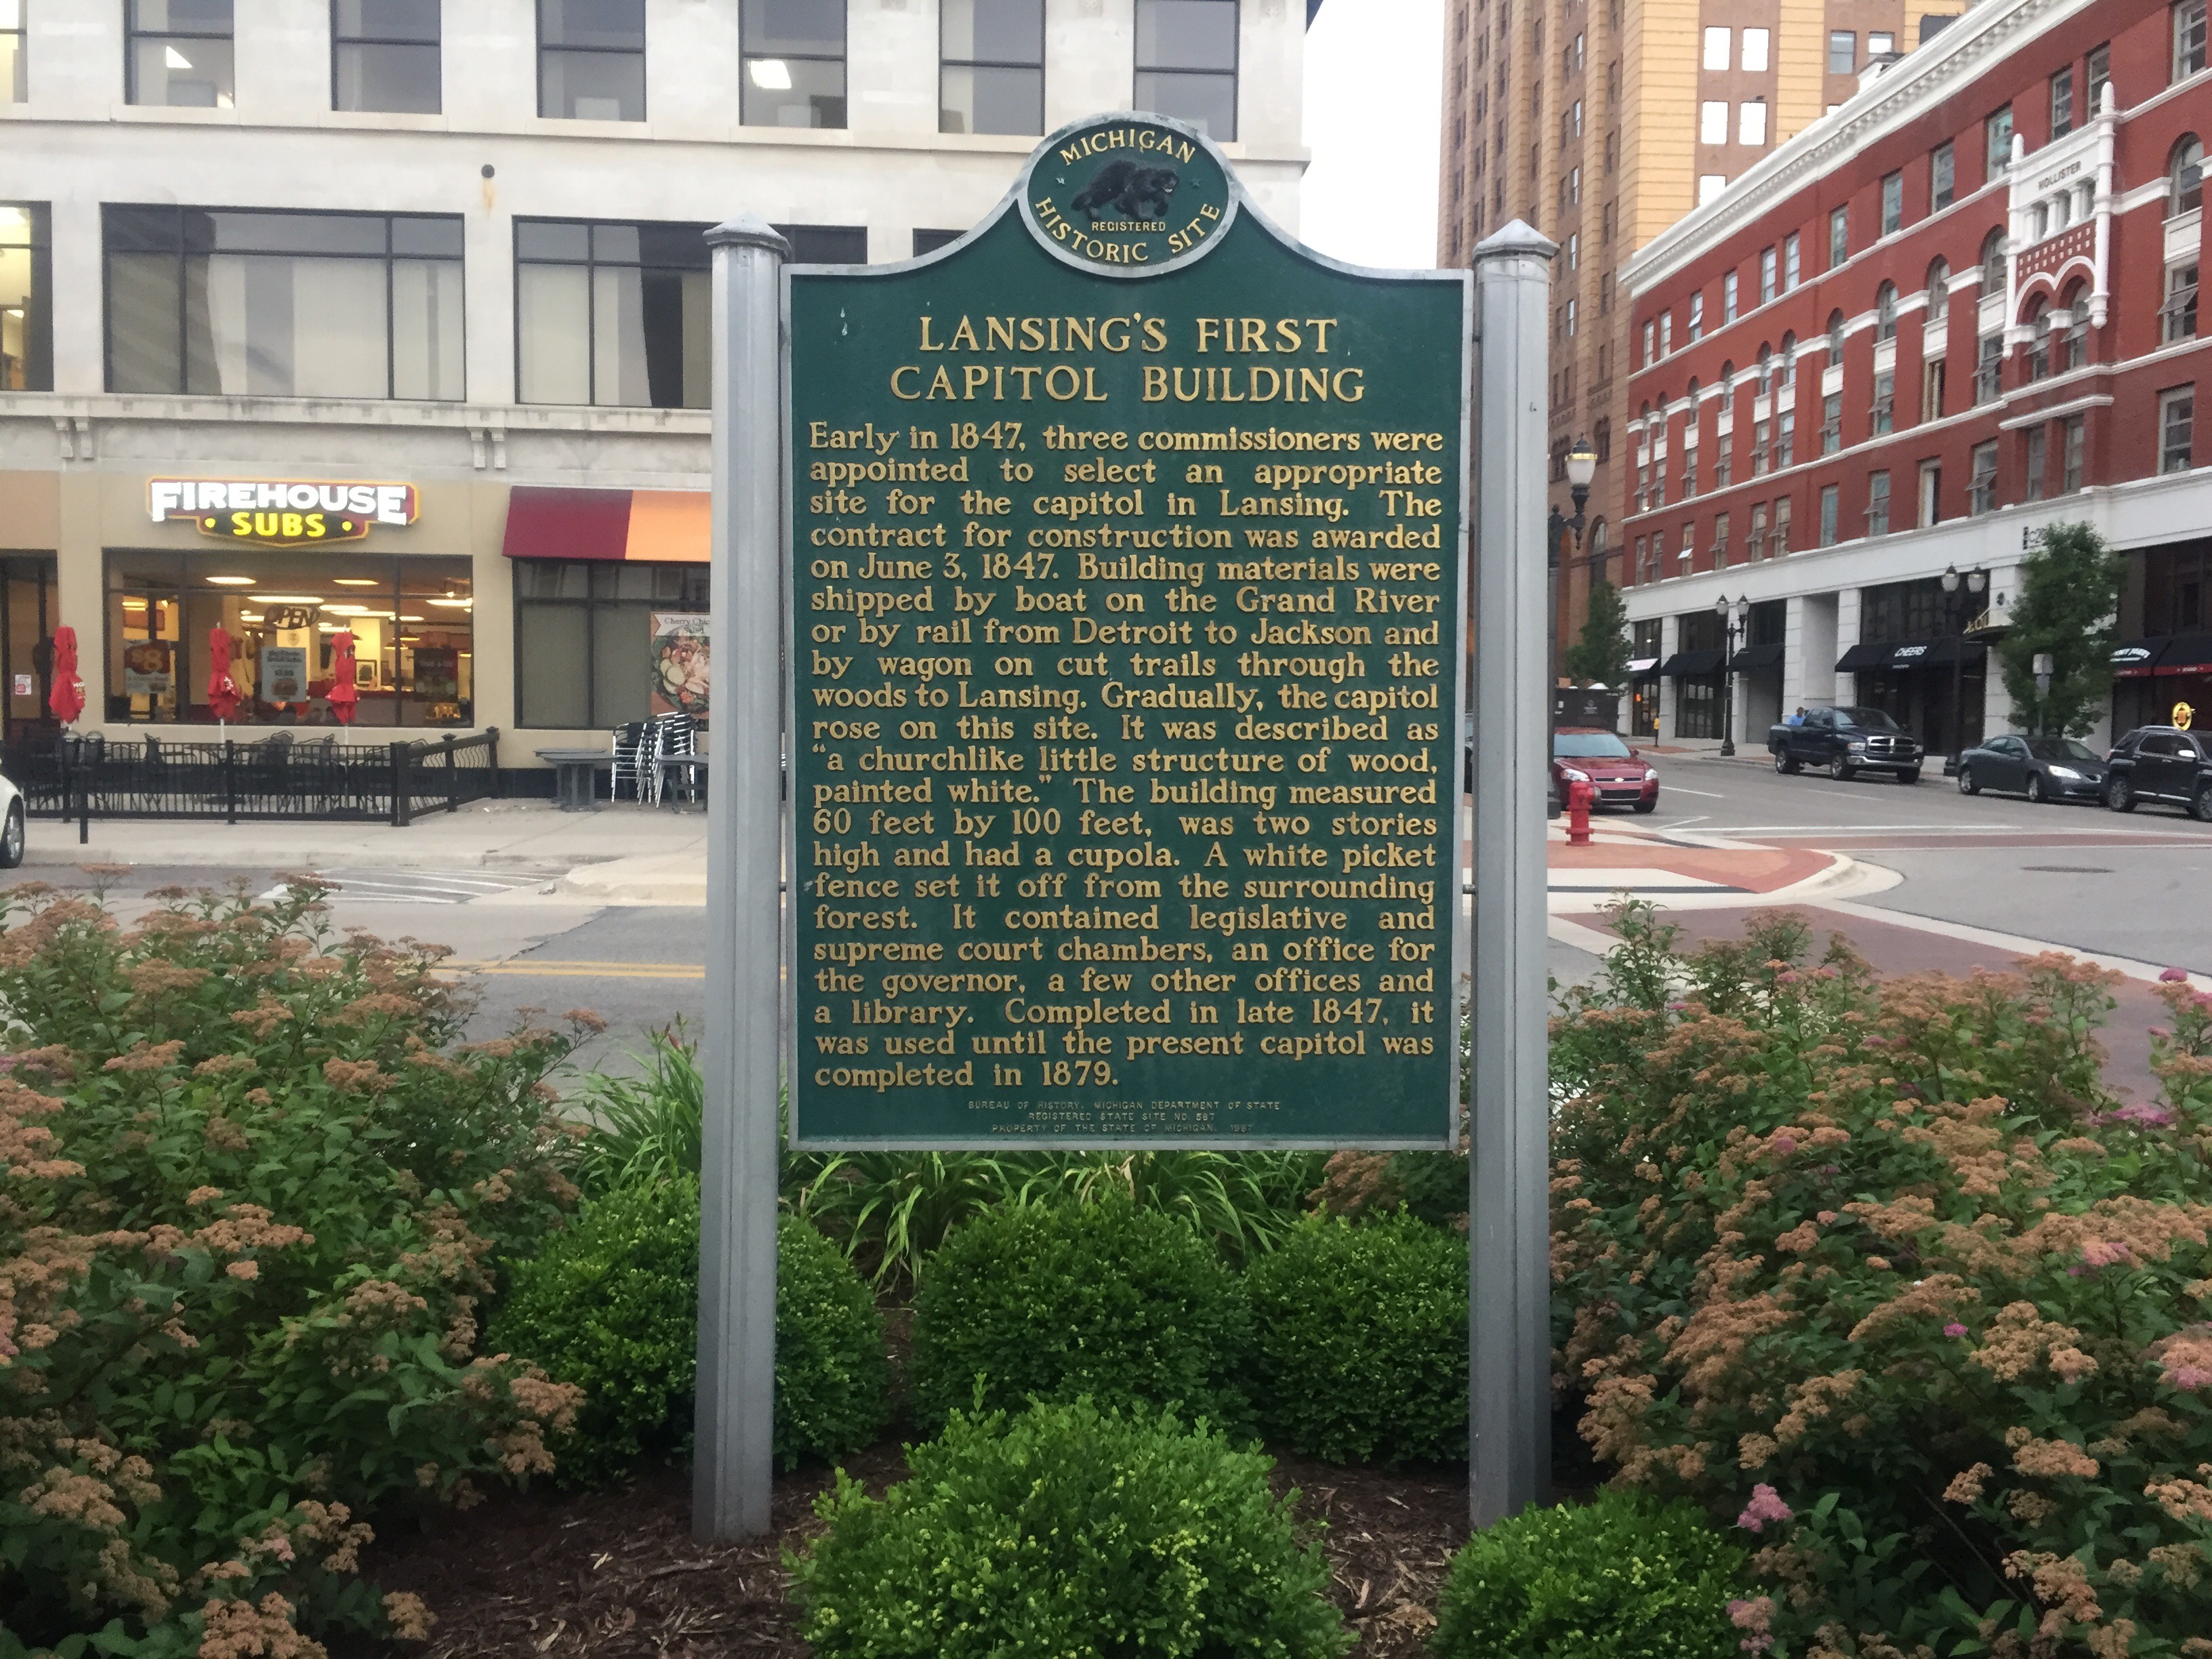 MICHIGAN
REGISTERED
HISTORIC SITE
LANSING'S FIRST
CAPITOL BUILDING
Early in 1847, three commissioners were
appointed to select an appropriate
site for the capitol in Lansing. The
contract for construction was awarded
on June 3, 1847. Building materials were
shipped by boat on the Grand River
or by rail from Detroit to Jackson and
by wagon on cut trails through the
woods to Lansing. Gradually, the capitol
rose on this site. It was described as
"a churchlike little structure of wood,
painted white." The building measured
60 feet by 100 feet, was two stories
high and had a cupola. A white picket
fence set it off from the surrounding
forest. It contained legislative and
supreme court chambers, an office for
the governor, a few other offices and
a library. Completed in late 1847, it
was used until the present capitol was
completed in 1879.
BUREAU OF HISTORY, MICHIGAN DEPARTMENT OF STATE
REGISTERED STATE SITE NO. 587
PROPERTY OF THE STATE OF MICHIGAN, 1987
FIREHOUSE
SUBS
OPEN
HOLLISTER
CHEERS